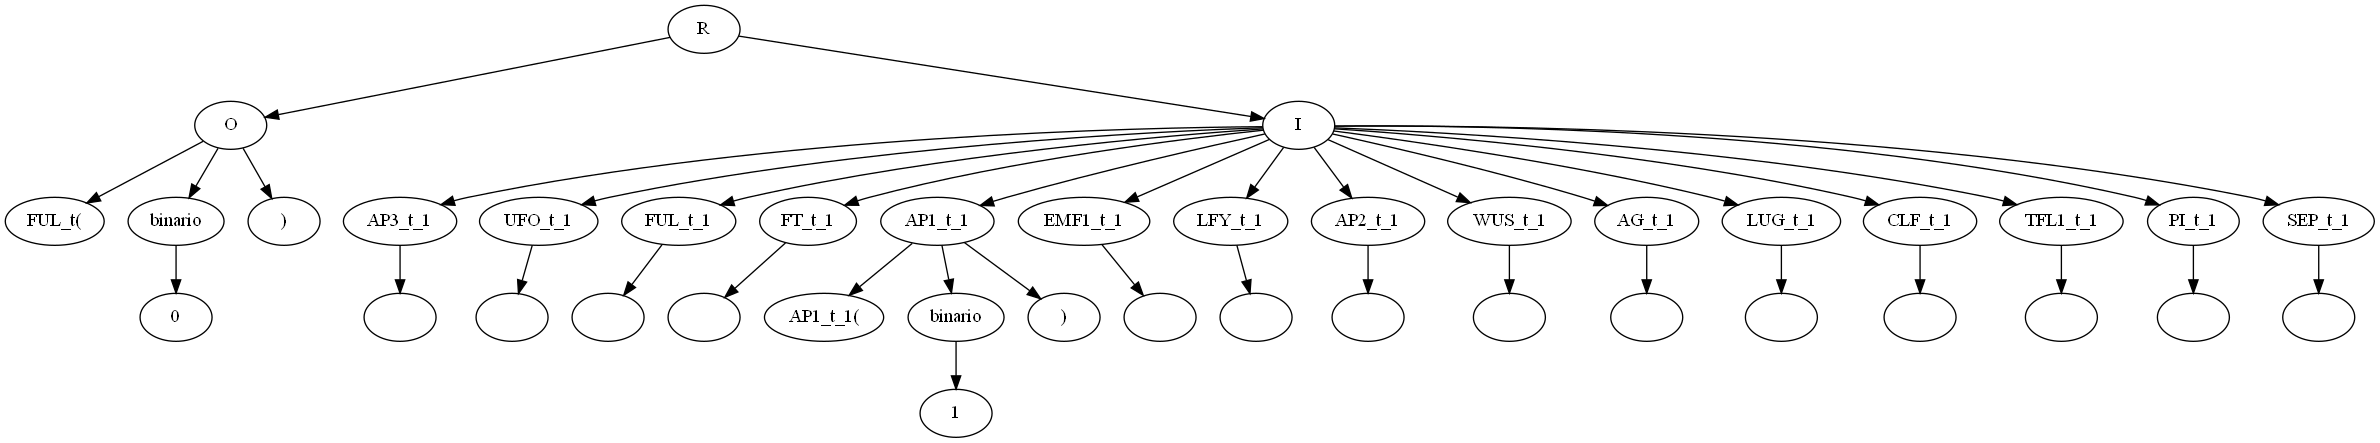 R
O
I
FUL_t(
binario
)
AP3_t_1
UFO_t_1
FUL_t_1
FT_t_1
AP1_t_1
EMF1_t_1
LFY_t_1
AP2_t_1
WUS_t_1
AG_t_1
LUG_t_1
CLF_t_1
TFL1_t_1
PI_t_1
SEP_t_1
0
AP1_t_1(
binario
)
1